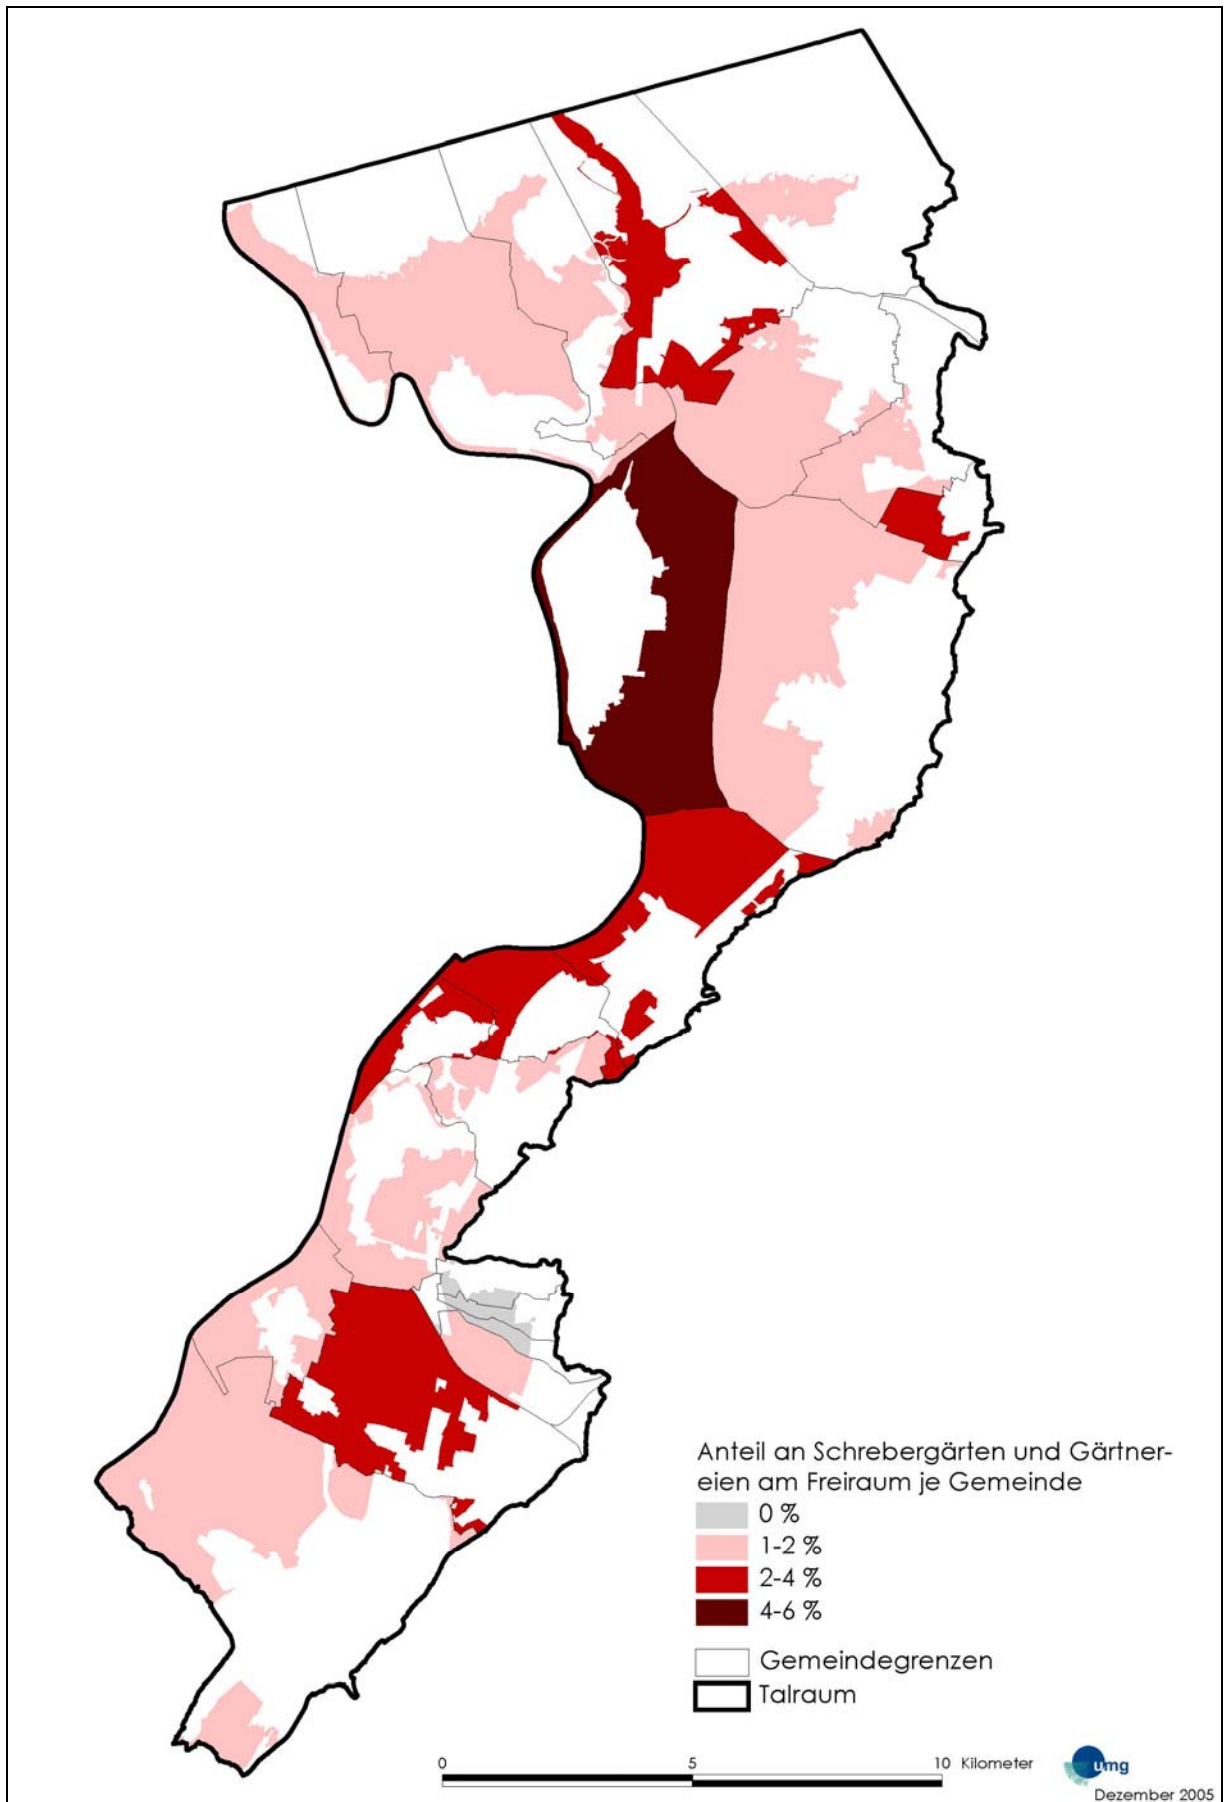 Anteil an Schrebergärten und Gärtner-
eien am Freiraum je Gemeinde
0 %
1-2 %
2-4 %
4-6 %
Gemeindegrenzen
Talraum
0 5 10 Kilometer
umg
Dezember 2005